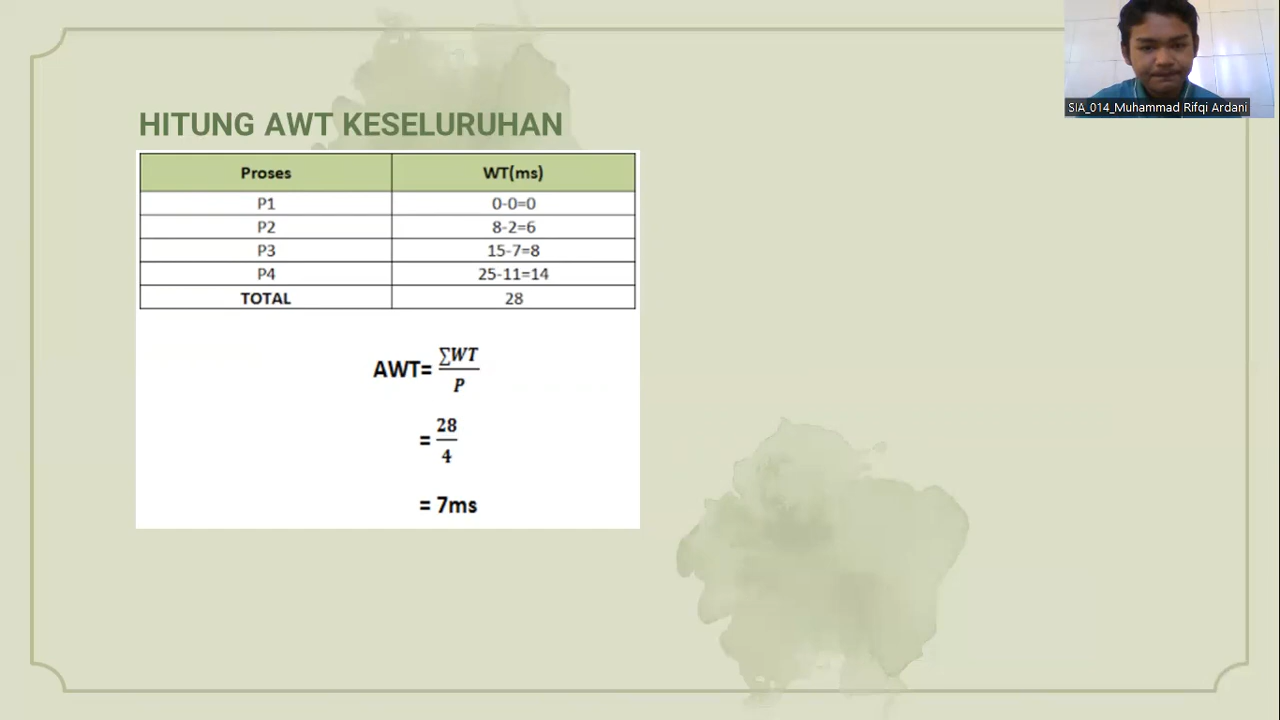 SIA_014_Muhammad Rifqi Ardani
HITUNG AWT KESELURUHAN
Proses WT(ms)
P1 0-0=0
P2 8-2=6
P3 15-7=8
P4 25-11=14
TOTAL 28
AWT= ∑WT / P
= 28 / 4
= 7ms